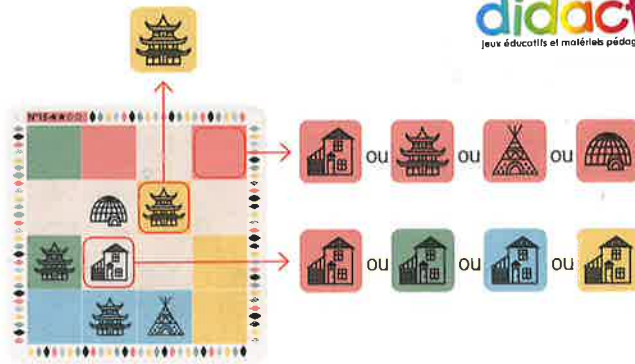 didact
jeux éducatifs et matériels pédag
N°15
ou ou ou
ou ou ou